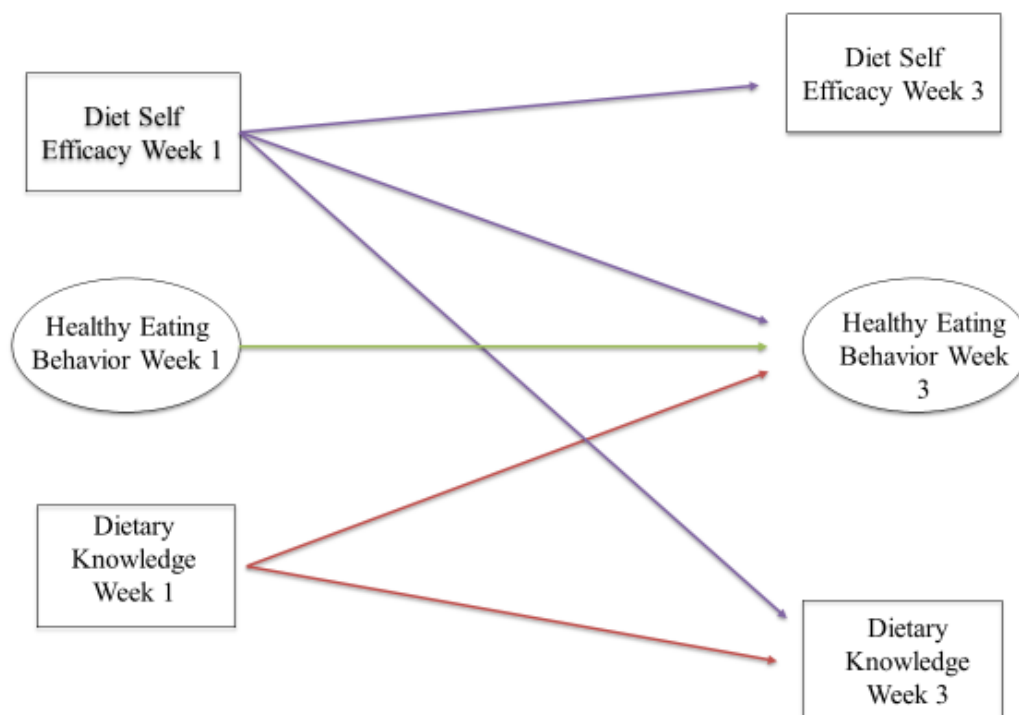 Diet Self
Efficacy Week 1
Healthy Eating
Behavior Week 1
Dietary
Knowledge
Week 1
Diet Self
Efficacy Week 3
Healthy Eating
Behavior Week
3
Dietary
Knowledge
Week 3